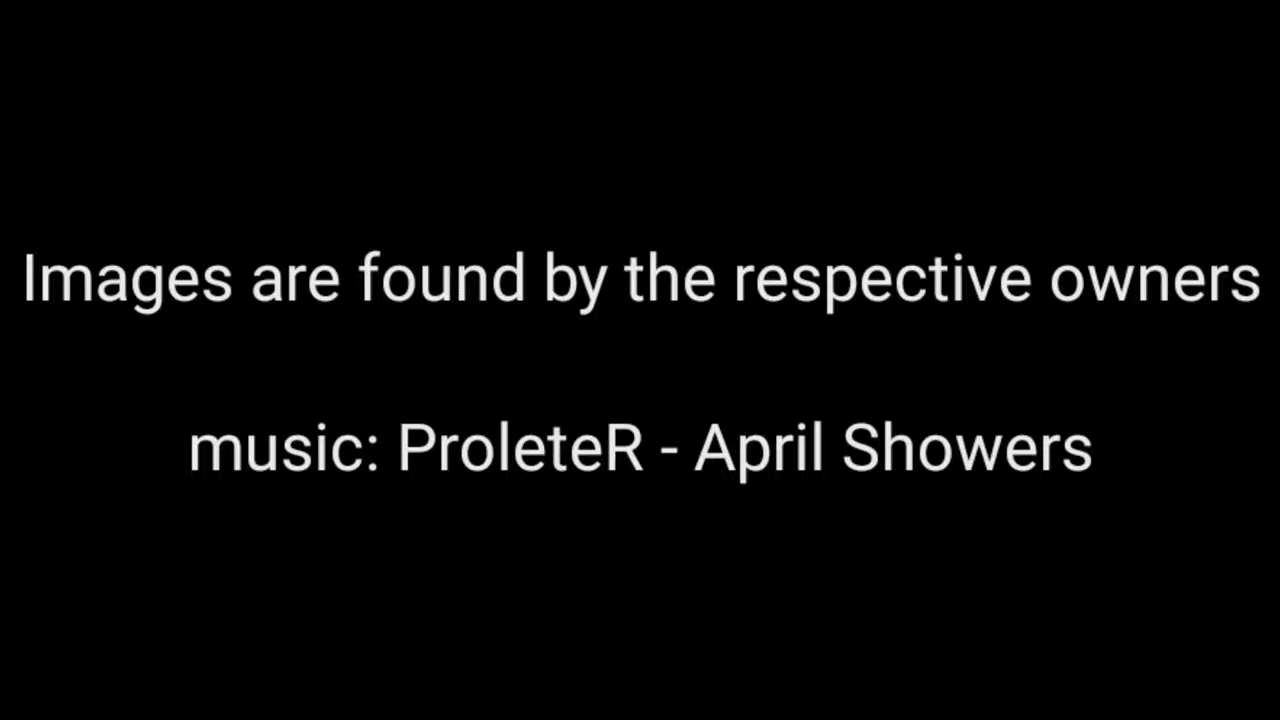 Images are found by the respective owners
music: ProleteR - April Showers